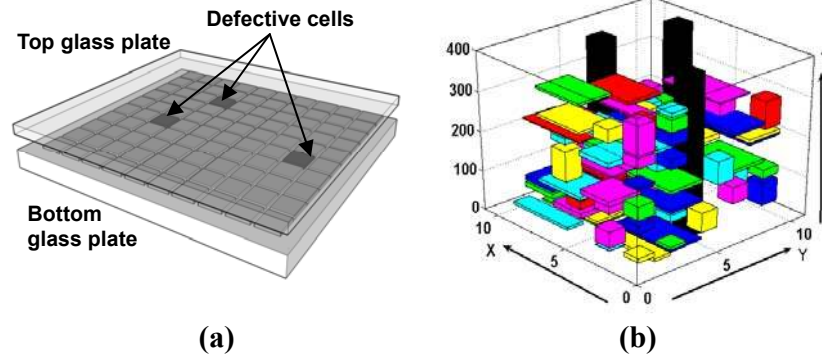 Defective cells
Top glass plate
Bottom
glass plate
(a)
400
300
200
100
0
10
X
5
0
0
5
Y
10
(b)